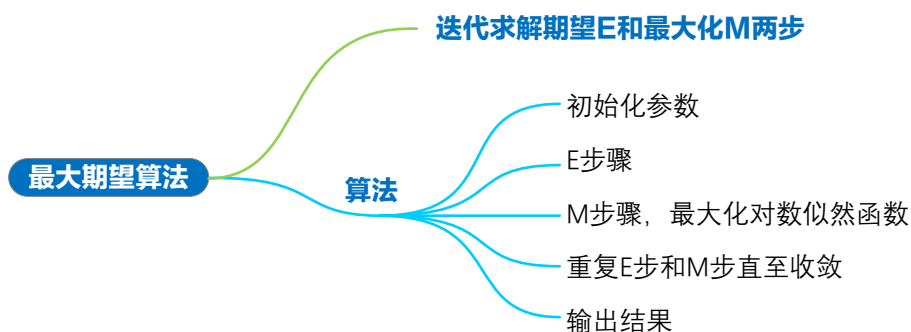 迭代求解期望E和最大化M两步
初始化参数
E步骤
最大期望算法
算法
M步骤，最大化对数似然函数
重复E步和M步直至收敛
输出结果